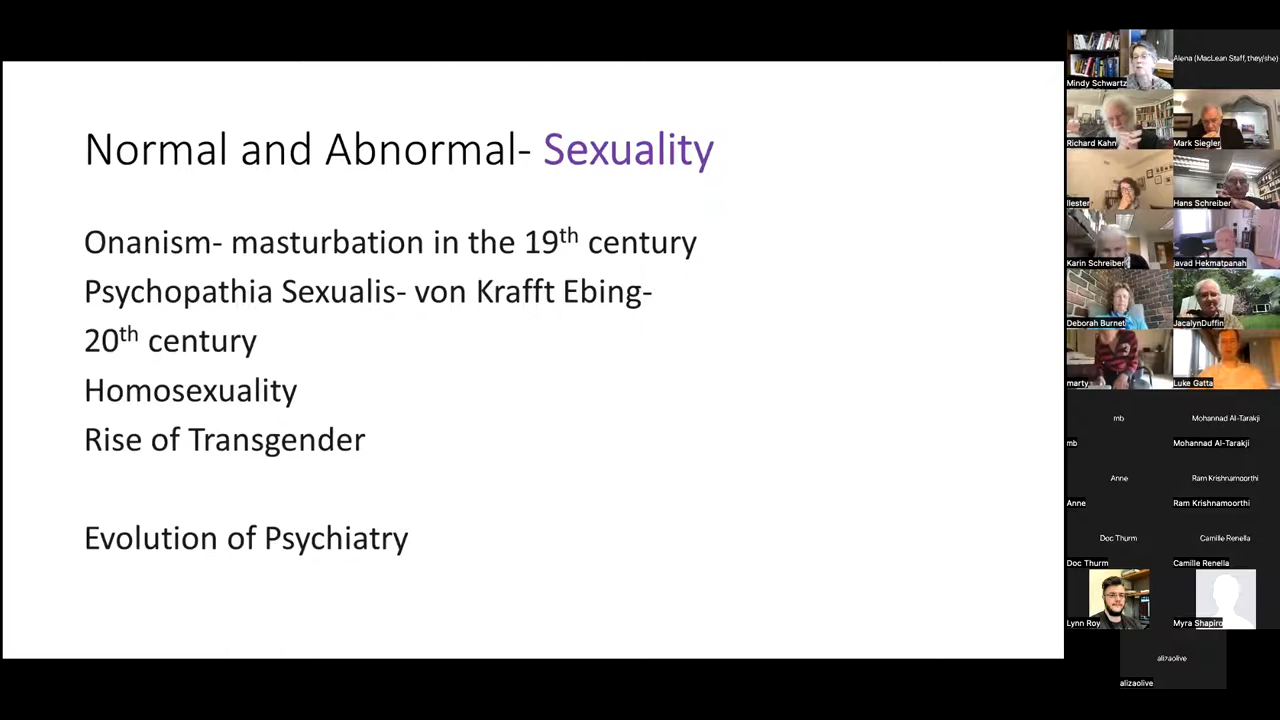 Normal and Abnormal- Sexuality
Onanism- masturbation in the 19th century
Psychopathia Sexualis- von Krafft Ebing-
20th century
Homosexuality
Rise of Transgender
Evolution of Psychiatry
Mindy Schwartz
Alena (MacLean Staff, they/she)
Richard Kahn
Mark Siegler
llester
Hans Schreiber
Karin Schreiber
javad Hekmatpanah
Deborah Burnet
JacalynDuffin
marty
Luke Gatta
mb
Mohannad Al-Tarakji
mb
Mohannad Al-Tarakji
Anne
Ram Krishnamoorthi
Anne
Ram Krishnamoorthi
Doc Thurm
Camille Renella
Doc Thurm
Camille Renella
Lynn Roy
Myra Shapiro
alizaolive
alizaolive